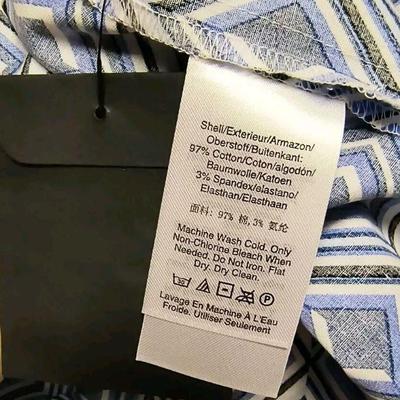 Shell/Exterieur/Armazon/
Oberstoff/Buitenkant:
97% Cotton/Coton/algodón/
Baumwolle/Katoen
3% Spandex/elastano/
Elasthan/Elasthaan
面料: 97% 棉,3% 氨纶
Machine Wash Cold. Only
Non-Chlorine Bleach When
Needed. Do Not Iron. Flat
Dry. Dry Clean.
Lavage En Machine À L'Eau
Froide. Utiliser Seulement